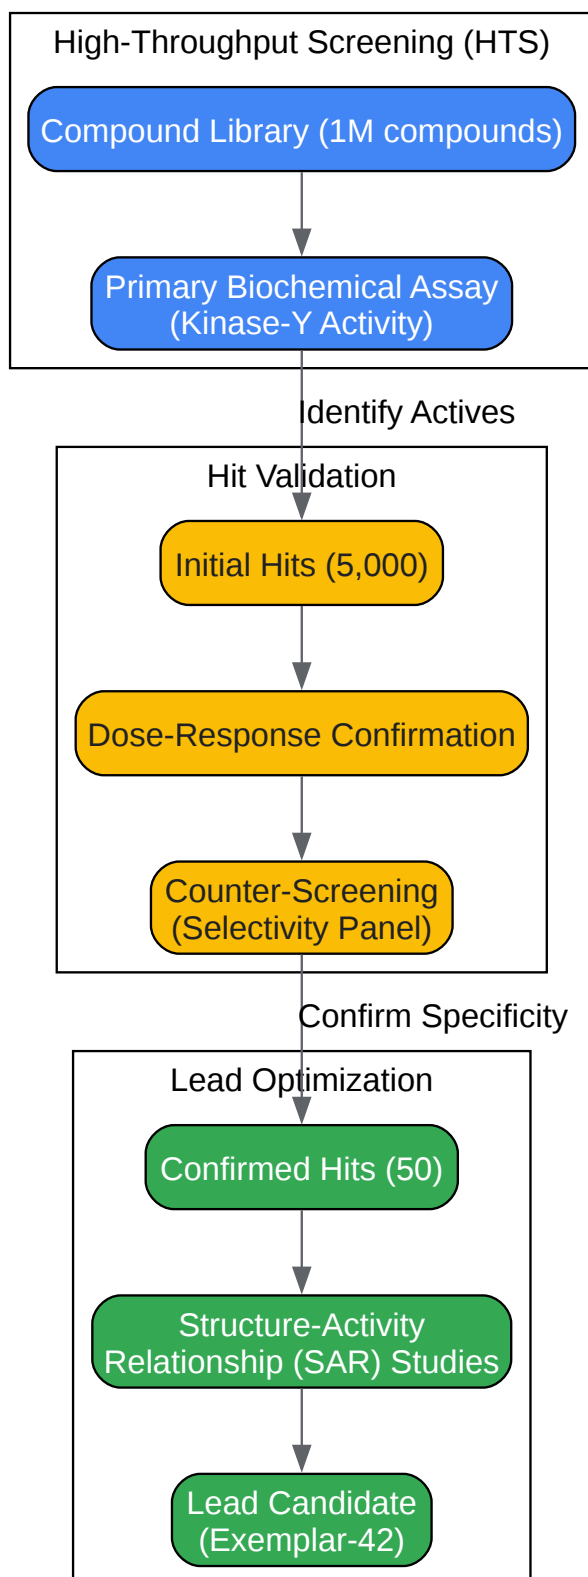 High-Throughput Screening (HTS)
Compound Library (1M compounds)
Primary Biochemical Assay
(Kinase-Y Activity)
Identify Actives
Hit Validation
Initial Hits (5,000)
Dose-Response Confirmation
Counter-Screening
(Selectivity Panel)
Confirm Specificity
Lead Optimization
Confirmed Hits (50)
Structure-Activity
Relationship (SAR) Studies
Lead Candidate
(Exemplar-42)